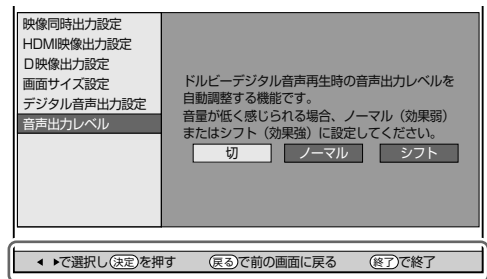 映像同時出力設定
HDMI映像出力設定
D映像出力設定
画面サイズ設定
デジタル音声出力設定
音声出力レベル
ドルビーデジタル音声再生時の音声出力レベルを
自動調整する機能です。
音量が低く感じられる場合、ノーマル（効果弱）
またはシフト（効果強）に設定してください。
切 ノーマル シフト
◀ ▶で選択し決定を押す 戻るで前の画面に戻る 終了で終了